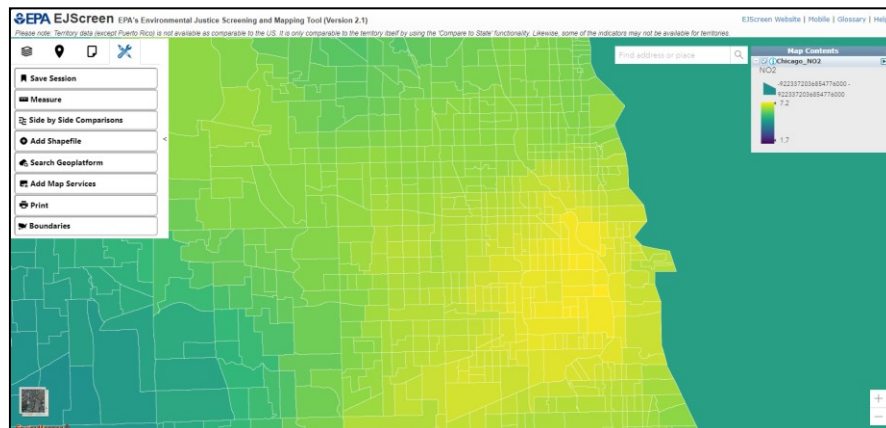 EPA EJScreen EPA's Environmental Justice Screening and Mapping Tool (Version 2.1)
EJScreen Website | Mobile | Glossary | Help
Please note: Territory data (except Puerto Rico) is not available as comparable to the US. It is only comparable to the territory itself by using the 'Compare to State' functionality. Likewise, some of the indicators may not be available for territories.
Find address or place
Map Contents
Chicago_NO2
NO2
-9223372036854776000 -
9223372036854776000
7.2
1.7
Save Session
Measure
Side by Side Comparisons
Add Shapefile
Search Geoplatform
Add Map Services
Print
Boundaries